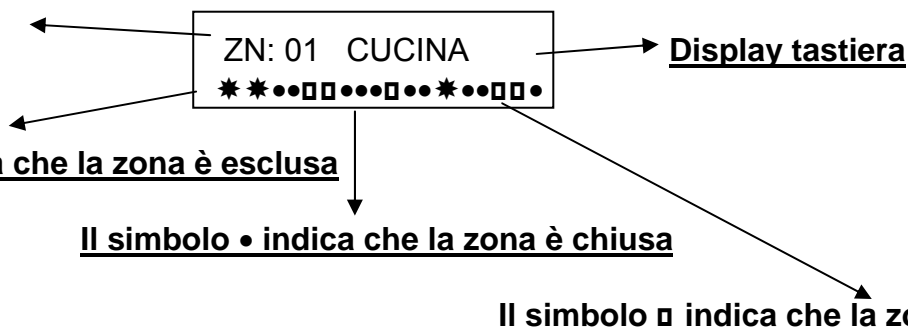 ZN: 01 CUCINA
Display tastiera
✷ ✷••◘◘•••◘••✷••◘◘•
che la zona è esclusa
Il simbolo • indica che la zona è chiusa
Il simbolo ◘ indica che la